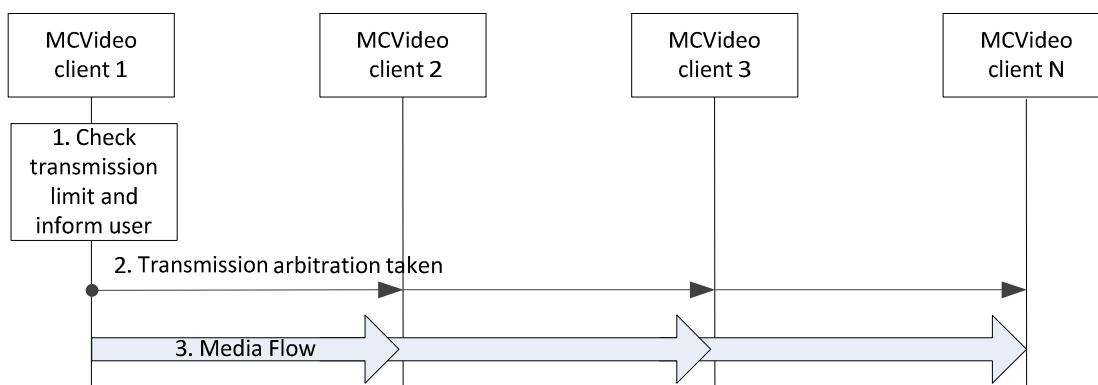 MCVideo
client 1
MCVideo
client 2
MCVideo
client 3
MCVideo
client N
1. Check
transmission
limit and
inform user
2. Transmission arbitration taken
3. Media Flow